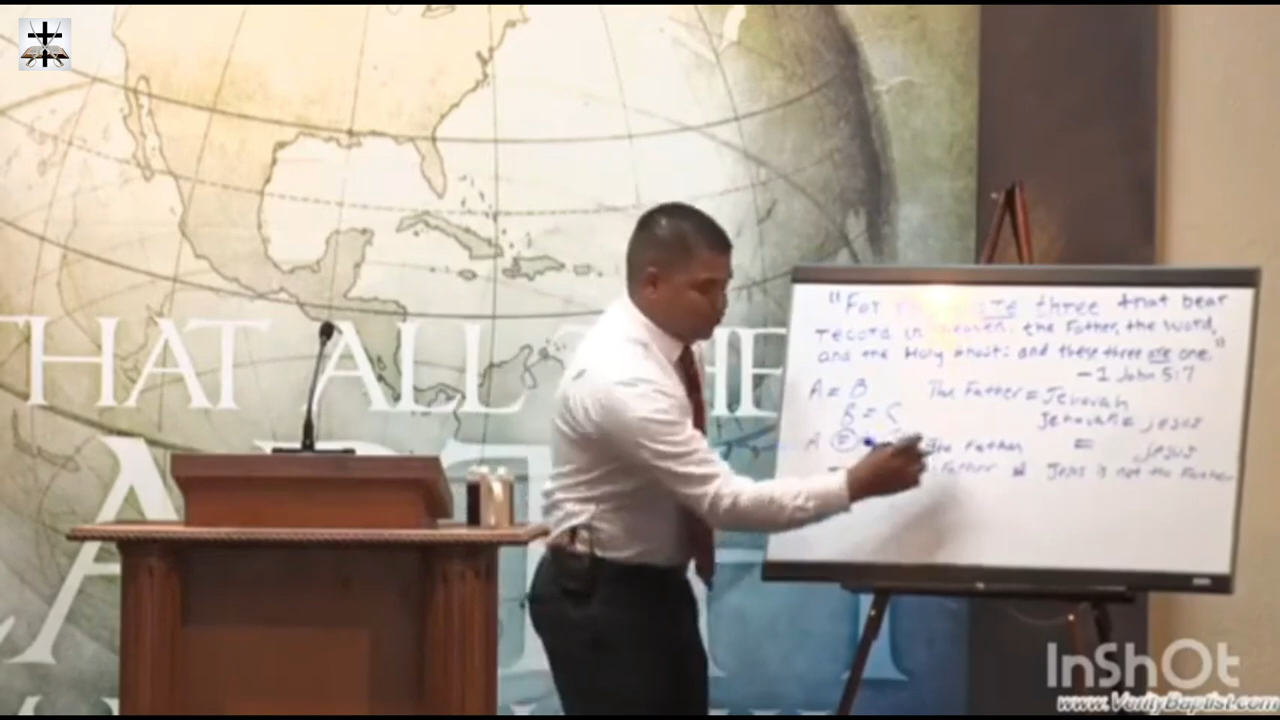 THAT ALL THE
"For three that bear
record in heaven, the Father, the Word,
and the Holy Ghost: and these three are one."
- 1 John 5:7
A = B The Father = Jehovah
B = C Jehovah = Jesus
A The Father = Jesus
Father Jesus is not the Father
InShOt
www.VerityBaptist.com